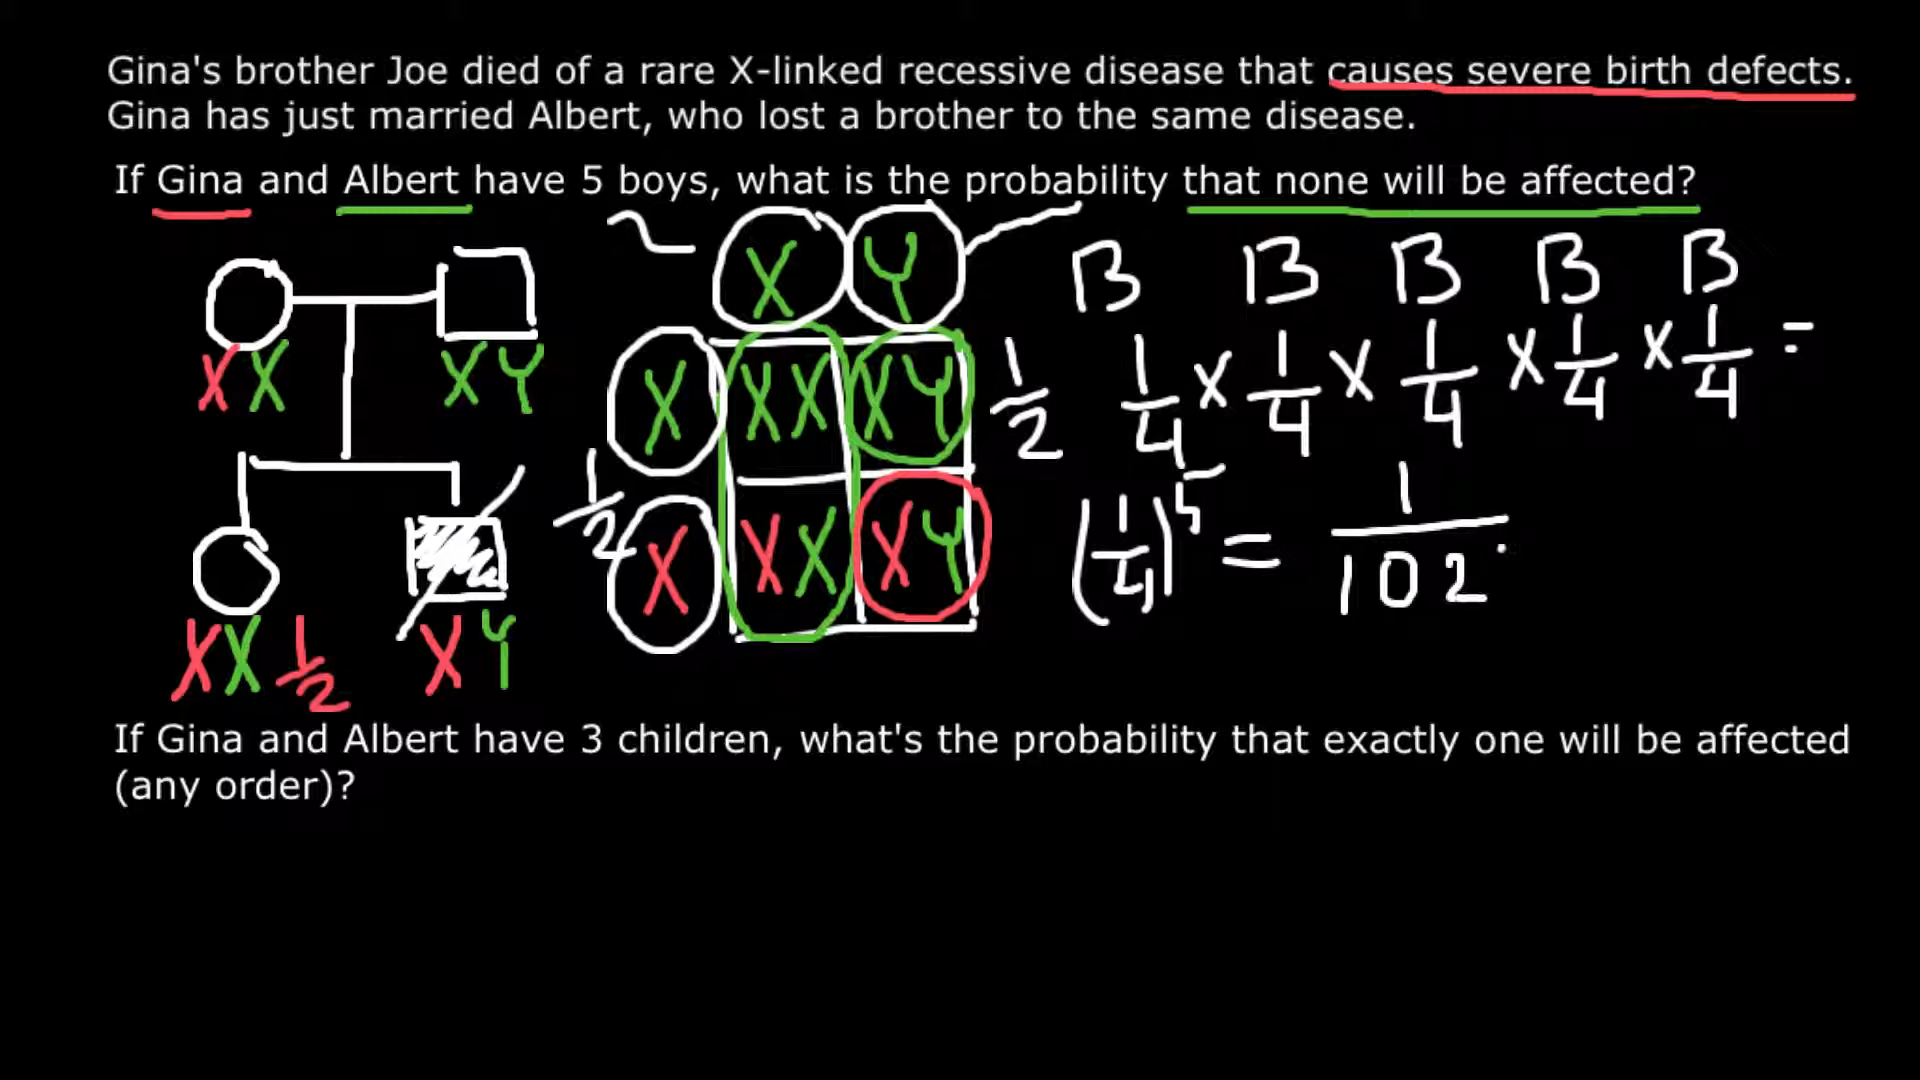 Gina's brother Joe died of a rare X-linked recessive disease that causes severe birth defects.
Gina has just married Albert, who lost a brother to the same disease.
If Gina and Albert have 5 boys, what is the probability that none will be affected?
X Y
B B B B B
X X
X Y
X
XX
XY
1/2
1/4 x 1/4 x 1/4 x 1/4 x 1/4 =
1/2
X
XX
XY
(1/4)^5 = 1/102
XX 1/2
XY
If Gina and Albert have 3 children, what's the probability that exactly one will be affected
(any order)?